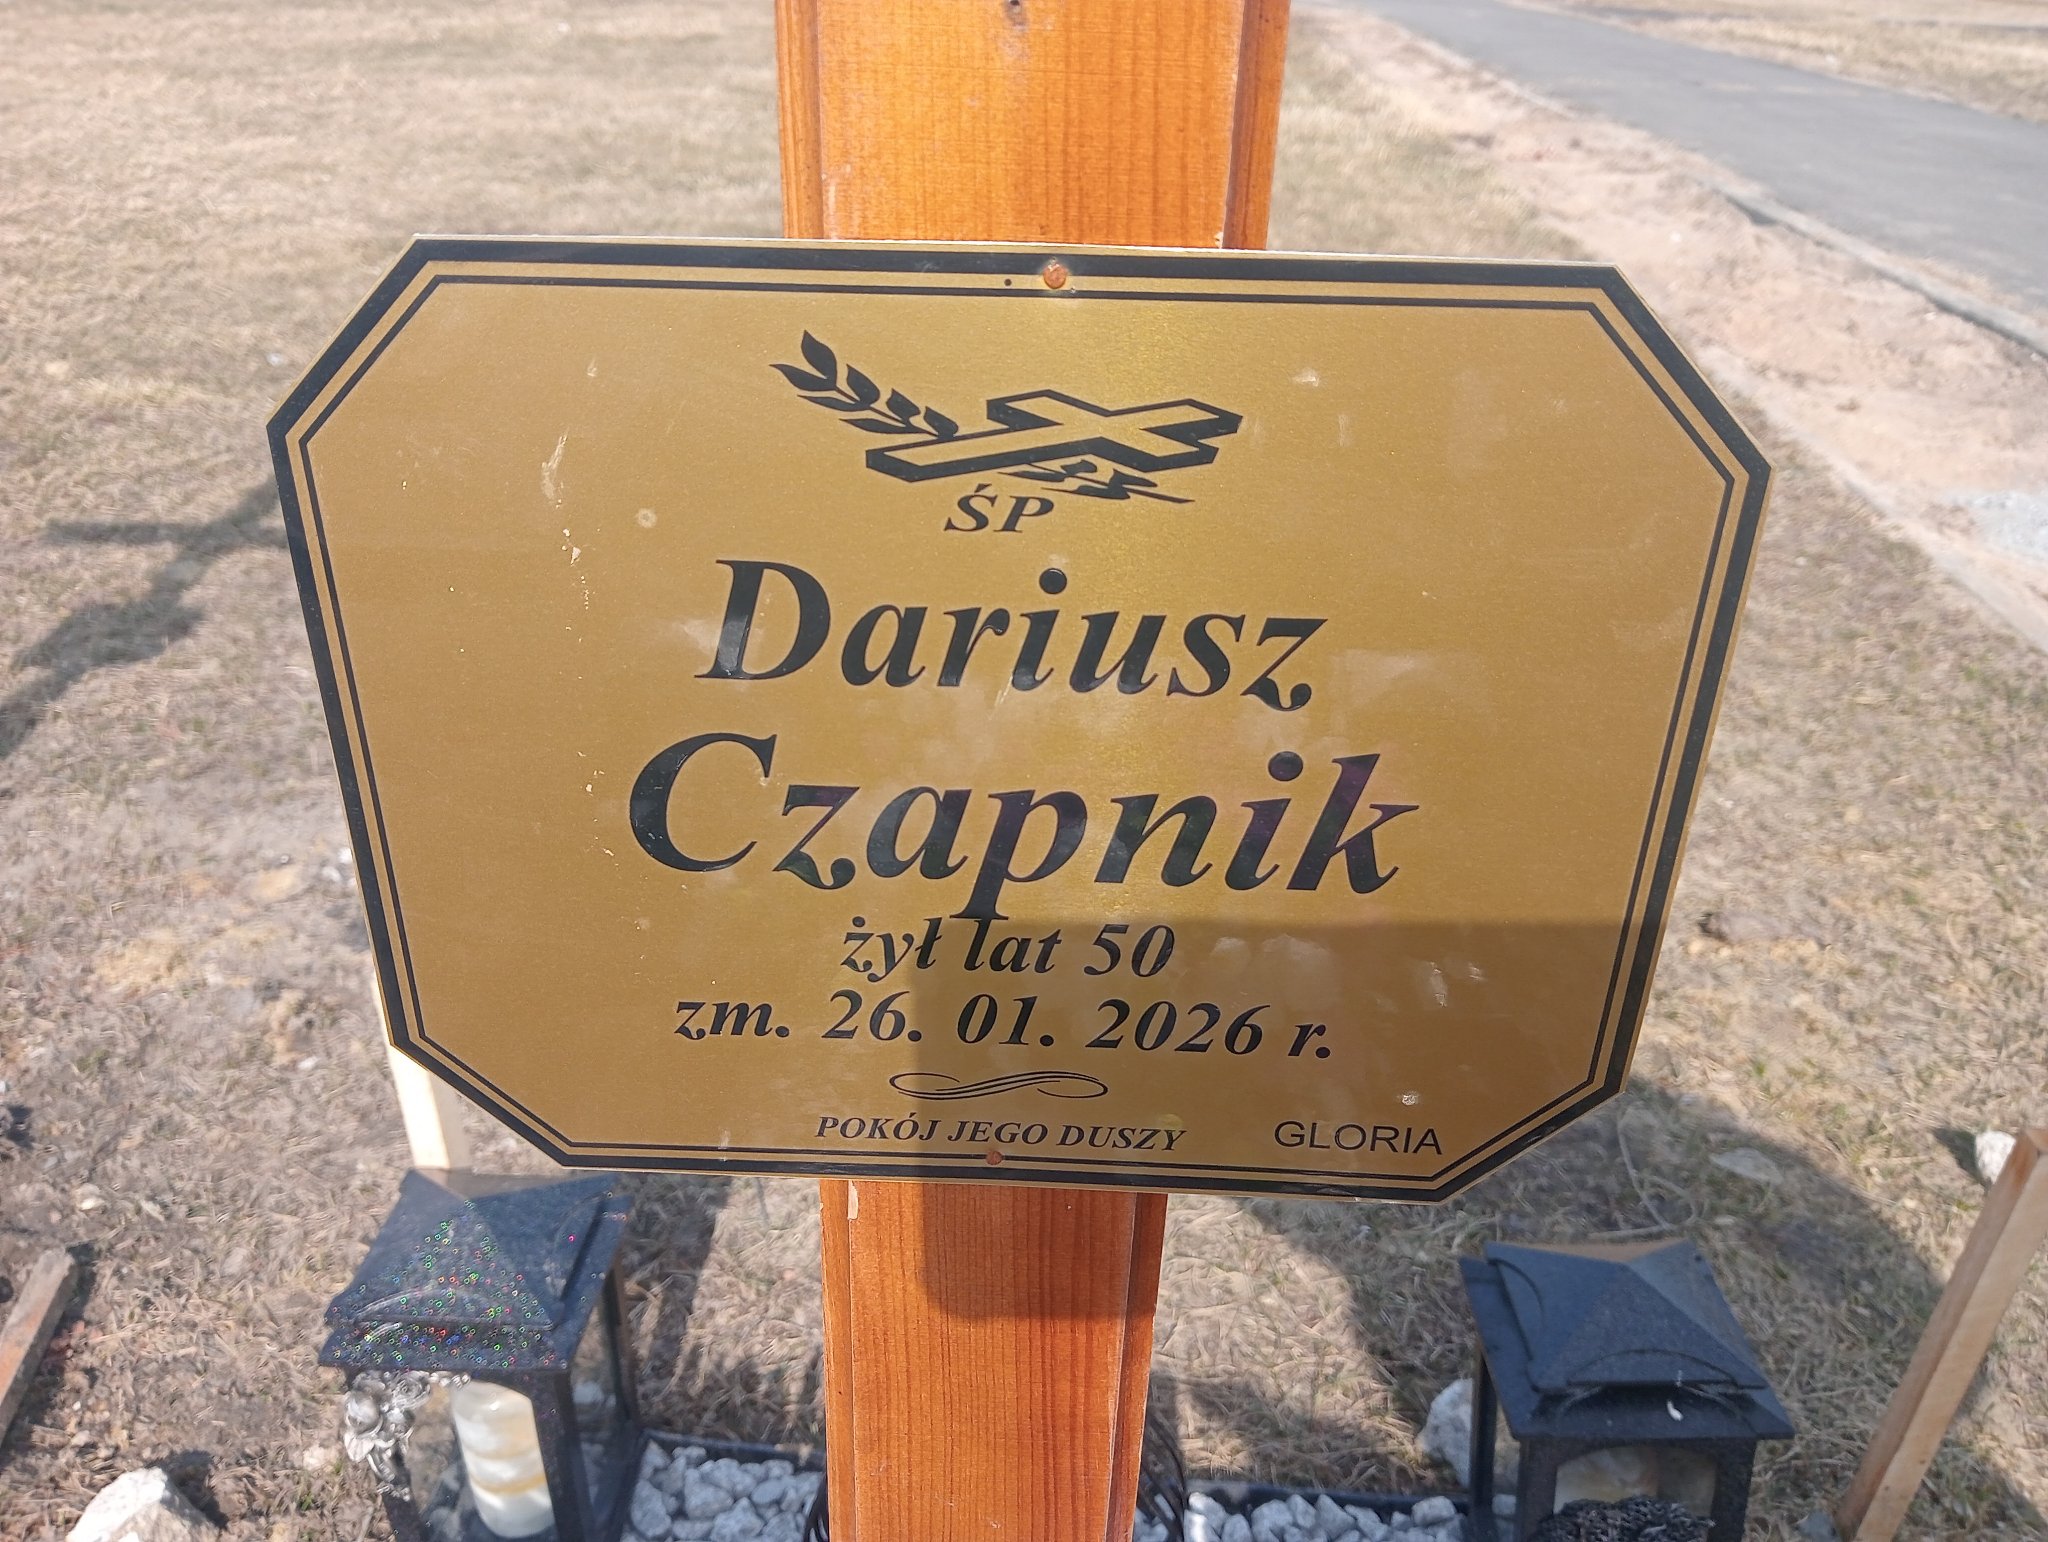 ŚP
Dariusz
Czapnik
żył lat 50
zm. 26. 01. 2026 r.
POKÓJ JEGO DUSZY
GLORIA